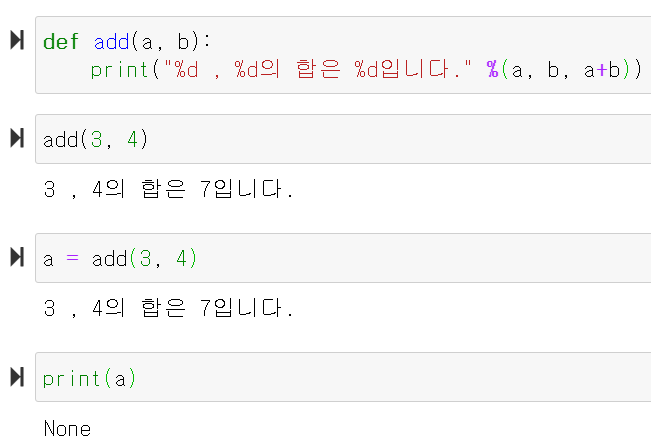 def add(a, b):
    print("%d , %d의 합은 %d입니다." %(a, b, a+b))
add(3, 4)
3 , 4의 합은 7입니다.
a = add(3, 4)
3 , 4의 합은 7입니다.
print(a)
None